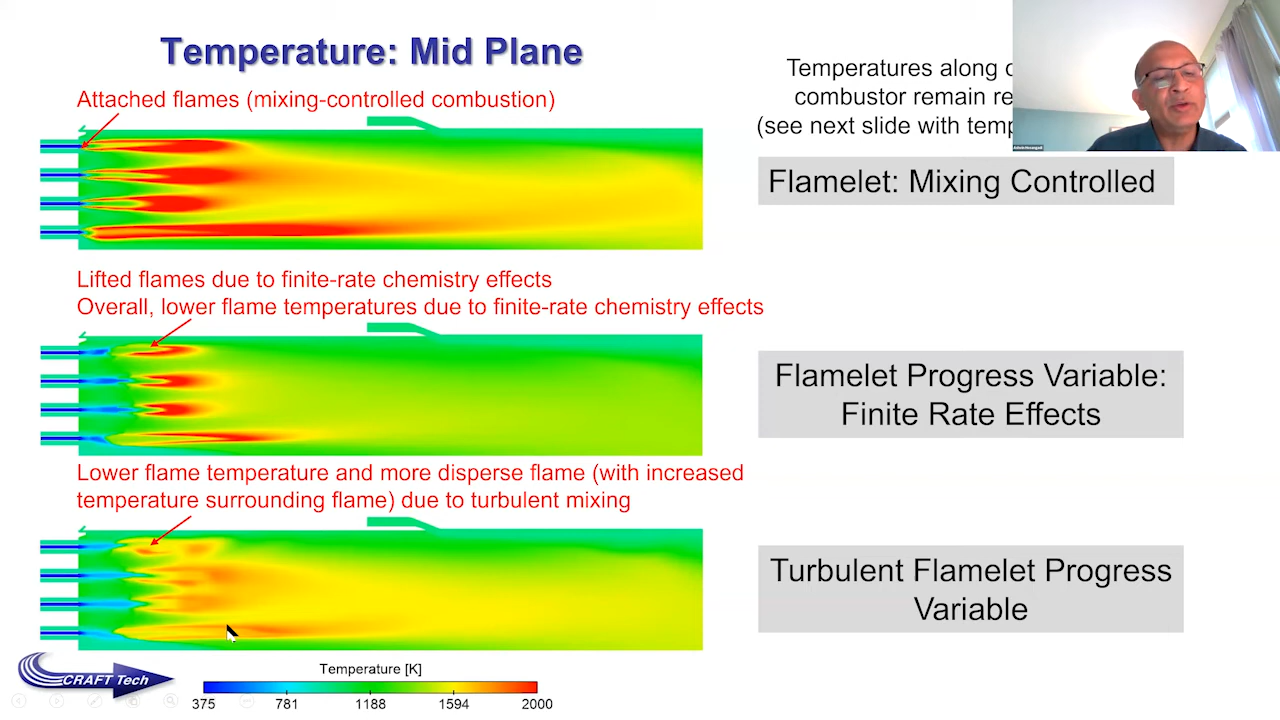 Temperature: Mid Plane
Attached flames (mixing-controlled combustion)
Temperatures along
combustor remain
(see next slide with
Flamelet: Mixing Controlled
Lifted flames due to finite-rate chemistry effects
Overall, lower flame temperatures due to finite-rate chemistry effects
Flamelet Progress Variable:
Finite Rate Effects
Lower flame temperature and more disperse flame (with increased
temperature surrounding flame) due to turbulent mixing
Turbulent Flamelet Progress
Variable
CRAFT Tech
Temperature [K]
375 781 1188 1594 2000